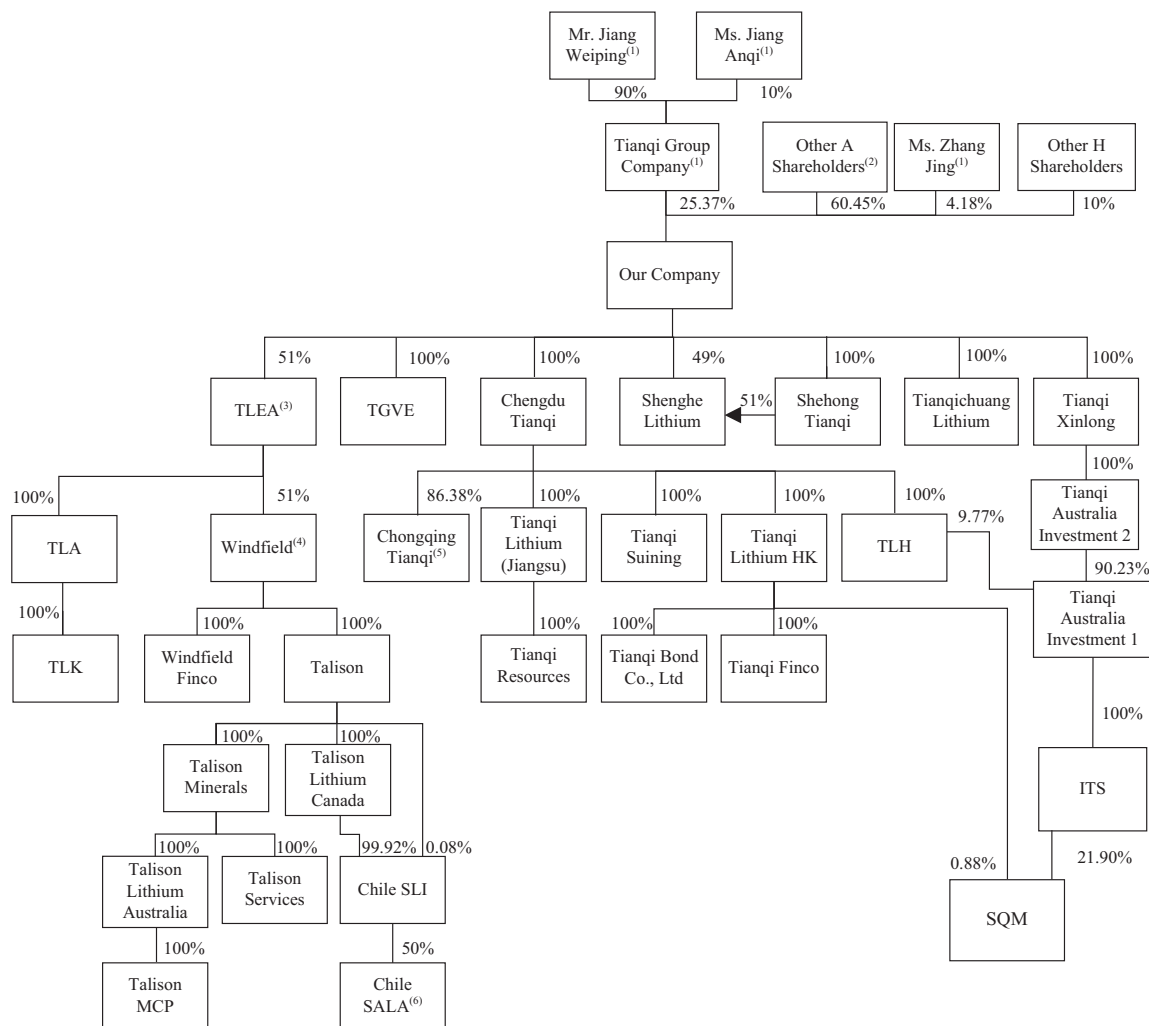 Mr. Jiang
Weiping(1)
Ms. Jiang
Anqi(1)
90%
10%
Tianqi Group
Company(1)
Other A
Shareholders(2)
Ms. Zhang
Jing(1)
Other H
Shareholders
25.37%
60.45%
4.18%
10%
Our Company
51%
100%
100%
49%
100%
100%
100%
TLEA(3)
TGVE
Chengdu
Tianqi
Shenghe
Lithium
51%
Shehong
Tianqi
Tianqichuang
Lithium
Tianqi
Xinlong
100%
51%
86.38%
100%
100%
100%
100%
100%
TLA
Windfield(4)
Chongqing
Tianqi(5)
Tianqi
Lithium
(Jiangsu)
Tianqi
Suining
Tianqi
Lithium HK
TLH
9.77%
Tianqi
Australia
Investment 2
90.23%
100%
100%
100%
100%
100%
100%
TLK
Windfield
Finco
Talison
Tianqi
Resources
Tianqi Bond
Co., Ltd
Tianqi Finco
Tianqi
Australia
Investment 1
100%
100%
100%
Talison
Minerals
Talison
Lithium
Canada
ITS
100%
100%
99.92%
0.08%
0.88%
21.90%
Talison
Lithium
Australia
Talison
Services
Chile SLI
SQM
100%
50%
Talison
MCP
Chile
SALA(6)